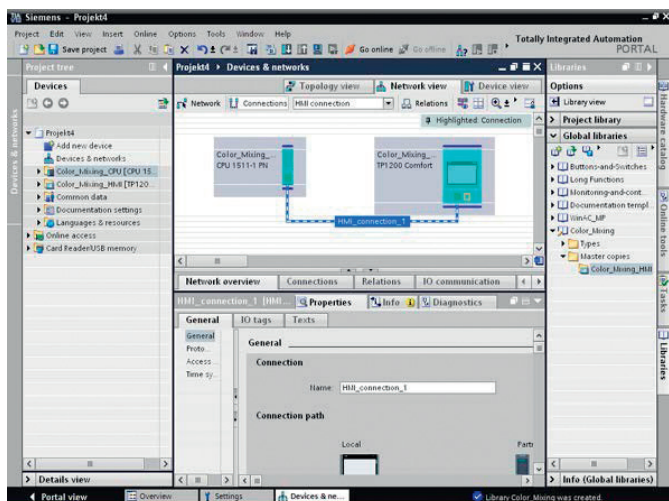 Siemens - Projekt4
Project Edit View Insert Online Options Tools Window Help
Save project
Go online
Go offline
Totally Integrated Automation
PORTAL
Project tree
Devices
Devices & networks
Projekt4
Add new device
Devices & networks
Color_Mixing_CPU [CPU 15...
Color_Mixing_HMI [TP120...
Common data
Documentation settings
Languages & resources
Online access
Card Reader/USB memory
Details view
Projekt4 Devices & networks
Topology view
Network view
Device view
Network
Connections
HMI connection
Relations
Highlighted: Connection
Color_Mixing_...
CPU 1511-1 PN
Color_Mixing_...
TP1200 Comfort
HMI_connection_1
Network overview
Connections
Relations
IO communication
HMI_connection_1 [HMI...
Properties
Info
Diagnostics
General
IO tags
Texts
General
Proto...
Access ...
Time sy...
General
Connection
Name: HMI_connection_1
Connection path
Local
Partn
Libraries
Options
Library view
Project library
Global libraries
Buttons-and-Switches
Long Functions
Monitoring-and-cont...
Documentation templ...
WinAC_MP
Color_Mixing
Types
Master copies
Color_Mixing_HMI
Info (Global libraries)
Hardware catalog
Online tools
Tasks
Libraries
Portal view
Overview
Settings
Devices & ne...
Library Color_Mixing was created.